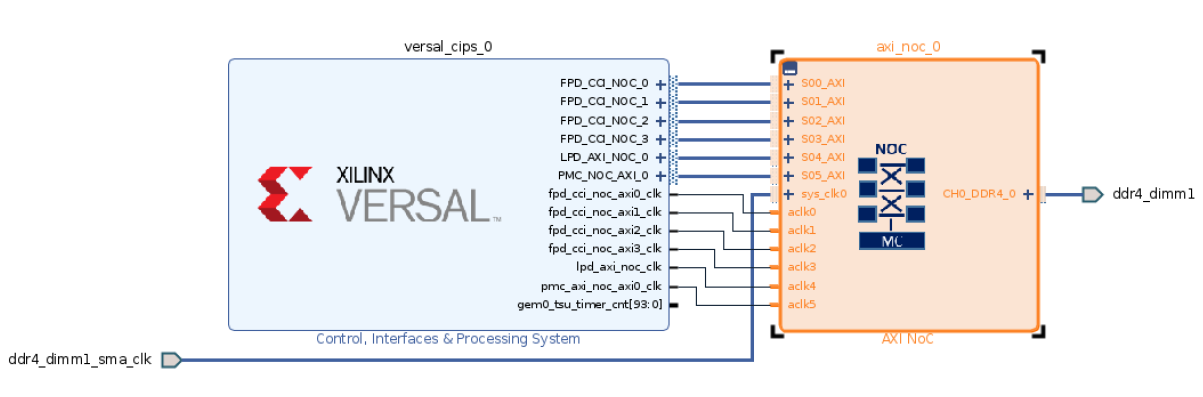 versal_cips_0
axi_noc_0
FPD_CCI_NOC_0
FPD_CCI_NOC_1
FPD_CCI_NOC_2
FPD_CCI_NOC_3
LPD_AXI_NOC_0
PMC_NOC_AXI_0
fpd_cci_noc_axi0_clk
fpd_cci_noc_axi1_clk
fpd_cci_noc_axi2_clk
fpd_cci_noc_axi3_clk
lpd_axi_noc_clk
pmc_axi_noc_axi0_clk
gem0_tsu_timer_cnt[93:0]
XILINX
VERSAL™
Control, Interfaces & Processing System
S00_AXI
S01_AXI
S02_AXI
S03_AXI
S04_AXI
S05_AXI
sys_clk0
aclk0
aclk1
aclk2
aclk3
aclk4
aclk5
NOC
MC
CH0_DDR4_0
AXI NoC
ddr4_dimm1
ddr4_dimm1_sma_clk